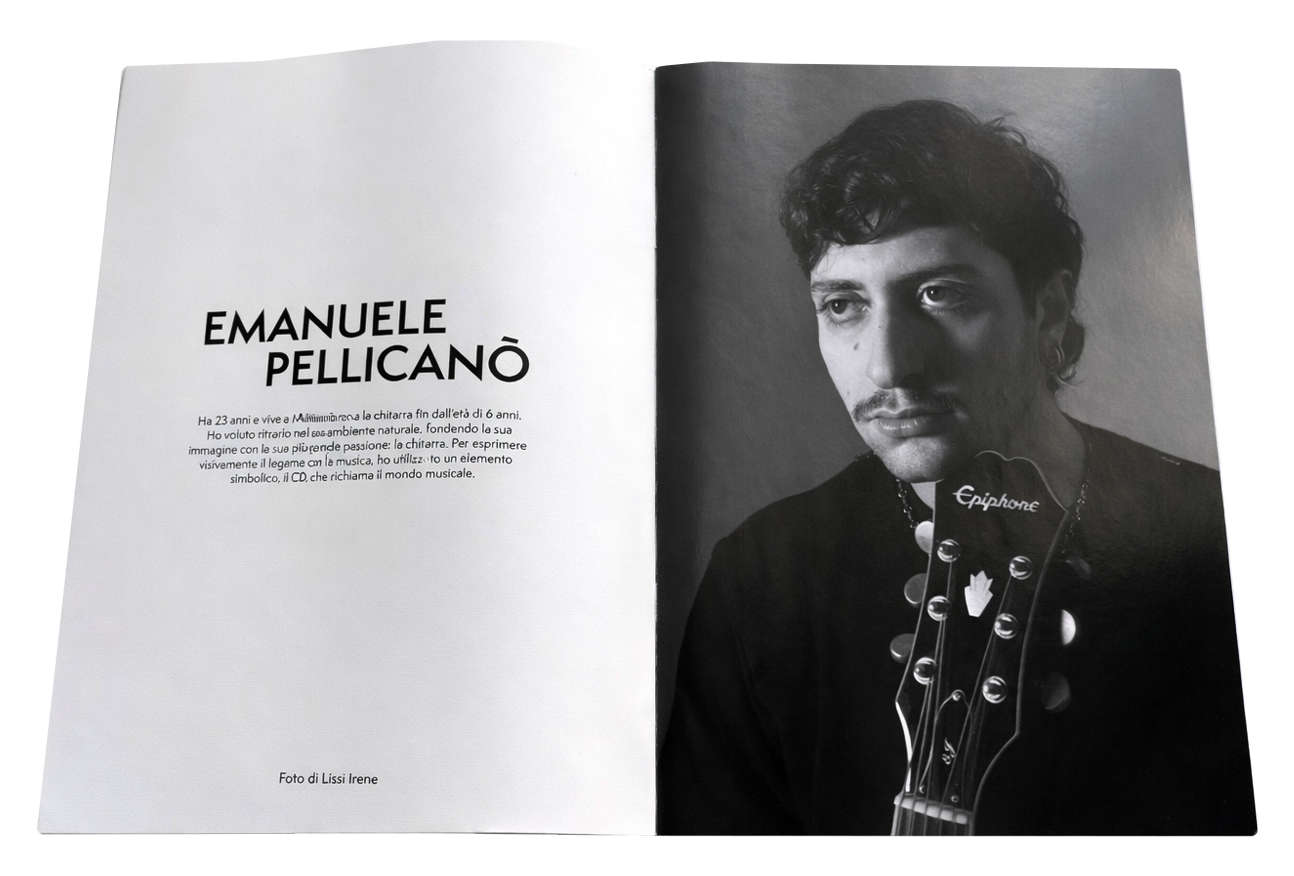 EMANUELE
PELLICANÒ
Ha 23 anni e vive a la chitarra fin dall'età di 6 anni.
Ho voluto ritrarlo nel ambiente naturale, fondendo la sua
immagine con la sua passione: la chitarra. Per esprimere
visivamente il legame la musica, ho un elemento
simbolico, il CD, che richiama il mondo musicale.
Foto di Lissi Irene
Epiphone